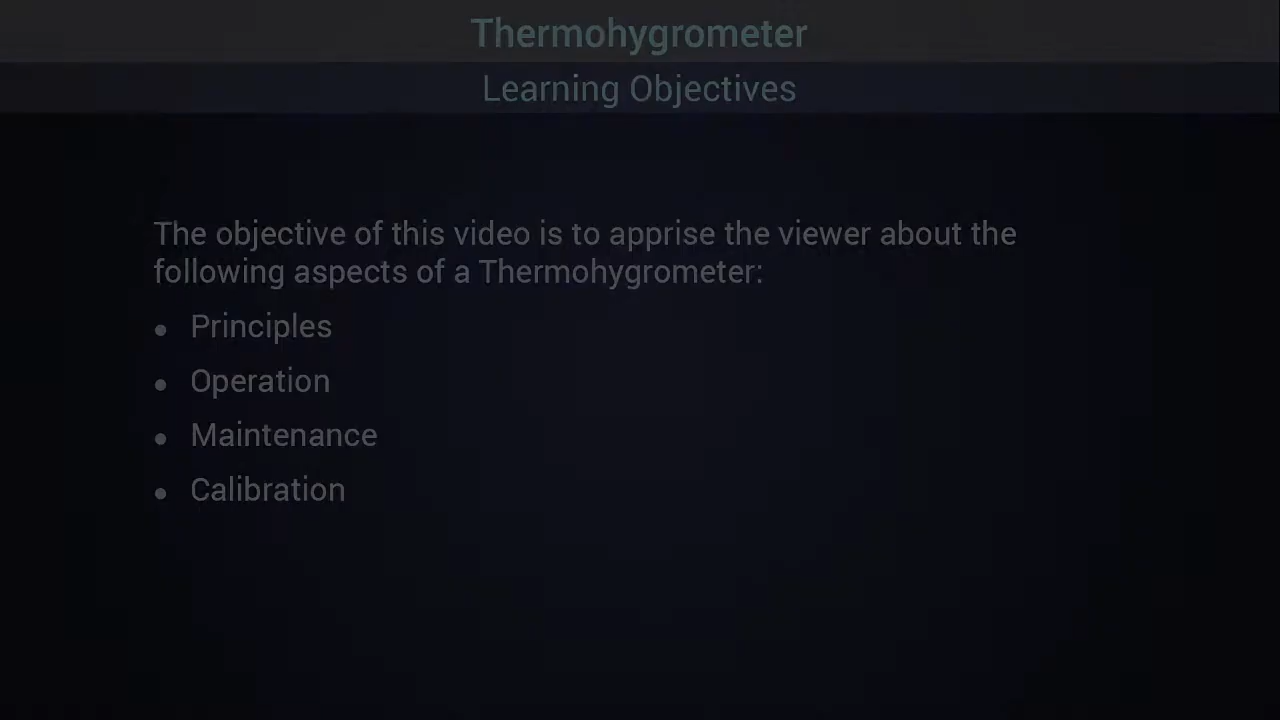 Thermohygrometer
Learning Objectives
The objective of this video is to apprise the viewer about the
following aspects of a Thermohygrometer:
• Principles
• Operation
• Maintenance
• Calibration